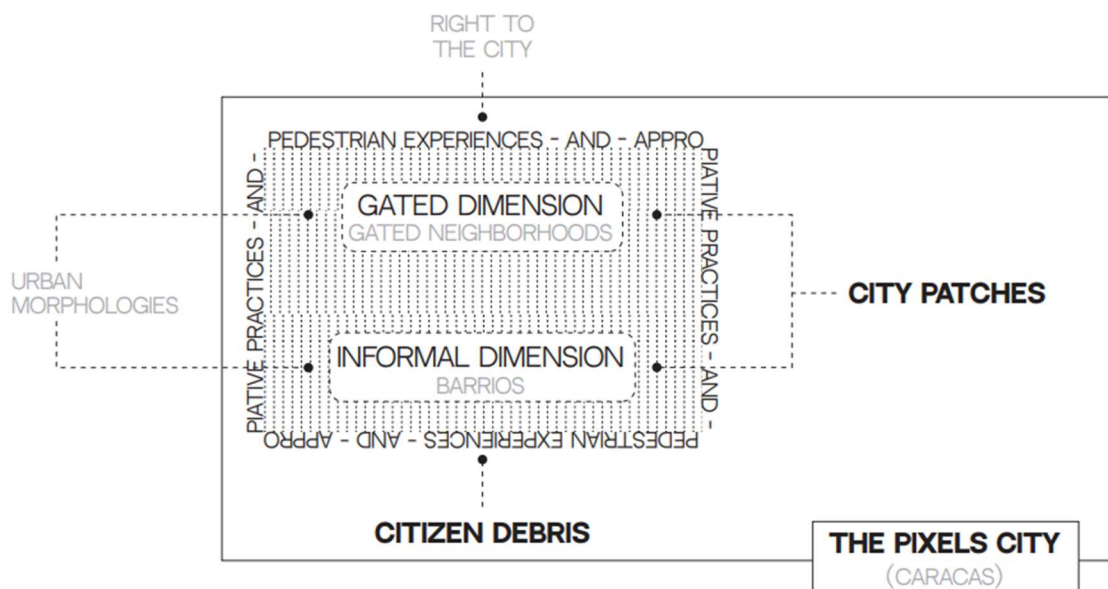 RIGHT TO
THE CITY
PEDESTRIAN EXPERIENCES - AND - APPRO
PIATIVE PRACTICES - AND -
GATED DIMENSION
GATED NEIGHBORHOODS
URBAN
MORPHOLOGIES
CITY PATCHES
INFORMAL DIMENSION
BARRIOS
PEDESTRIAN EXPERIENCES - AND - APPRO
PIATIVE PRACTICES - AND -
CITIZEN DEBRIS
THE PIXELS CITY
(CARACAS)